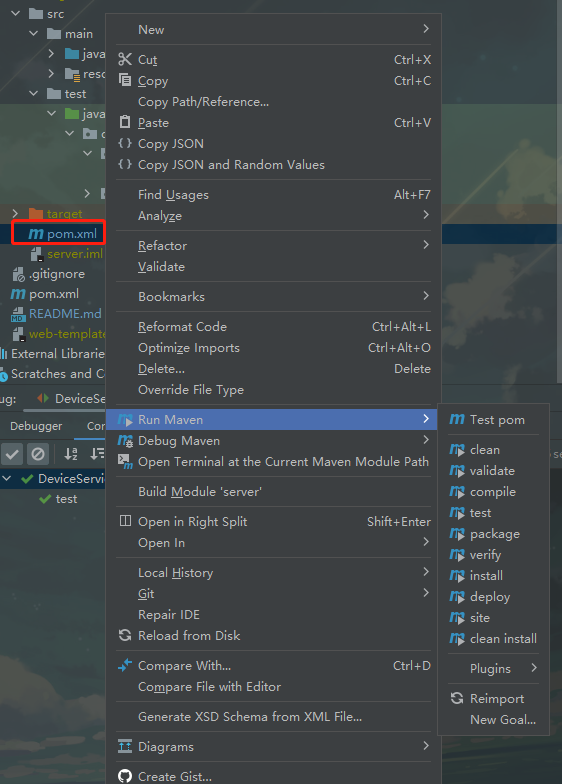 src
main
java
resc
test
java
target
pom.xml
server.iml
.gitignore
pom.xml
README.md
web-template
External Librarie
Scratches and C
ug:
DeviceServ
Debugger
Co
DeviceServi
test
New
Cut Ctrl+X
Copy Ctrl+C
Copy Path/Reference...
Paste Ctrl+V
Copy JSON
Copy JSON and Random Values
Find Usages Alt+F7
Analyze
Refactor
Validate
Bookmarks
Reformat Code Ctrl+Alt+L
Optimize Imports Ctrl+Alt+O
Delete... Delete
Override File Type
Run Maven
Debug Maven
Open Terminal at the Current Maven Module Path
Build Module 'server'
Open in Right Split Shift+Enter
Open In
Local History
Git
Repair IDE
Reload from Disk
Compare With... Ctrl+D
Compare File with Editor
Generate XSD Schema from XML File...
Diagrams
Create Gist...
Test pom
clean
validate
compile
test
package
verify
install
deploy
site
clean install
Plugins
Reimport
New Goal...